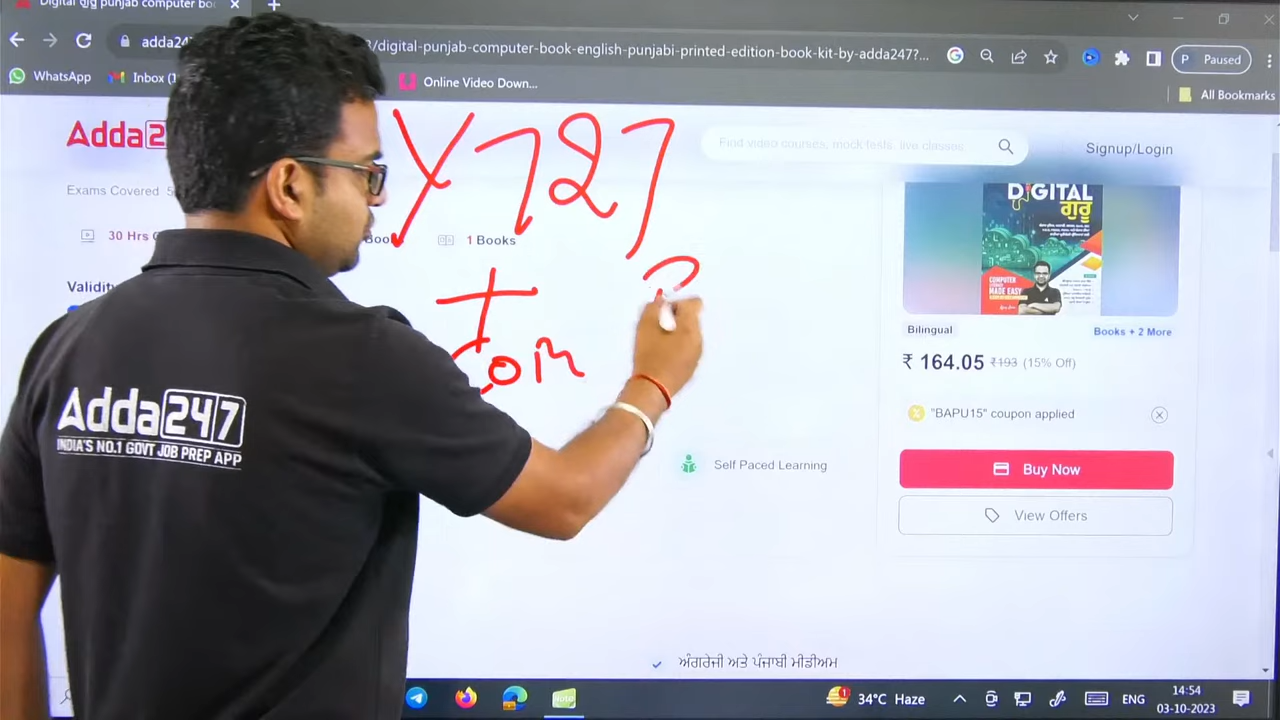 Digital ਗੁਰੂ punjab computer bo
adda24
3/digital-punjab-computer-book-english-punjabi-printed-edition-book-kit-by-adda247?...
Paused
WhatsApp
Inbox (1
Online Video Down...
All Bookmarks
Adda2
Find video courses, mock tests, live classes
Signup/Login
Y727
Exams Covered
30 Hrs
Boo
1 Books
Validity
+
com
DIGITAL
ਗੁਰੂ
COMPUTER
MADE EASY
Bilingual
Books + 2 More
₹ 164.05 ₹193 (15% Off)
"BAPU15" coupon applied
Self Paced Learning
Buy Now
View Offers
Adda247
INDIA'S NO.1 GOVT JOB PREP APP
ਅੰਗਰੇਜ਼ੀ ਅਤੇ ਪੰਜਾਬੀ ਮੀਡੀਅਮ
34°C Haze
ENG
14:54
03-10-2023